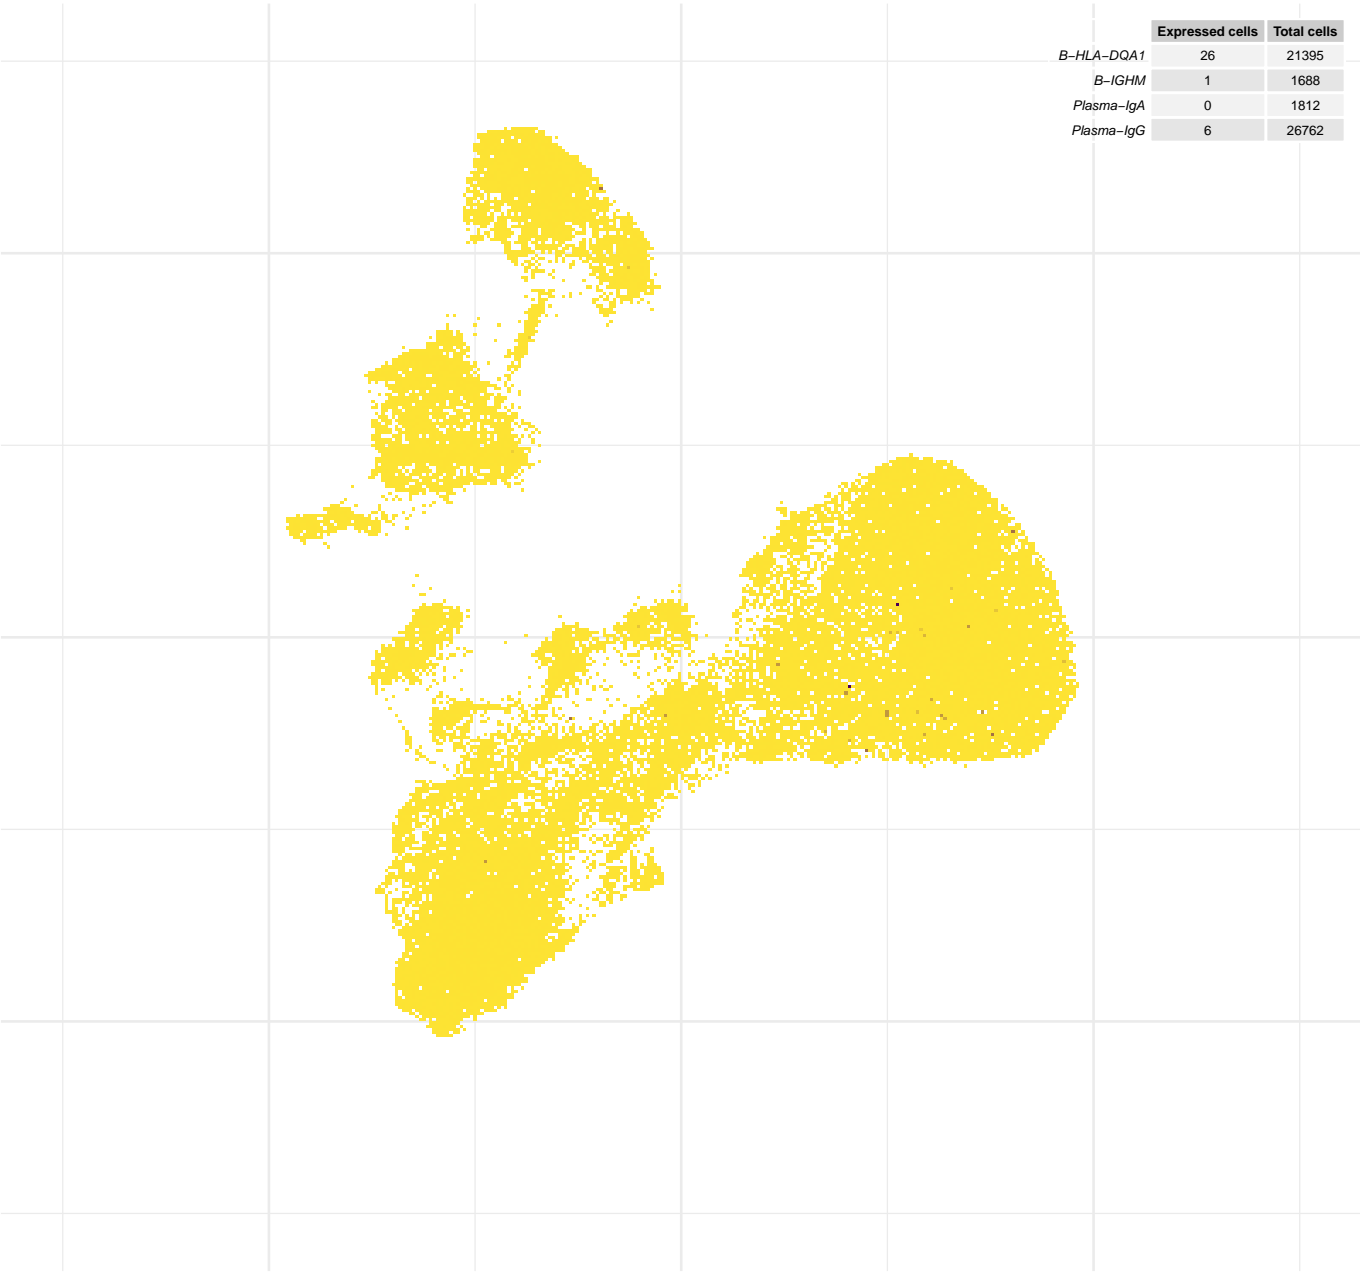 Expressed cells Total cells
B−HLA−DQA1 26 21395
B−IGHM 1 1688
Plasma−IgA 0 1812
Plasma−IgG 6 26762